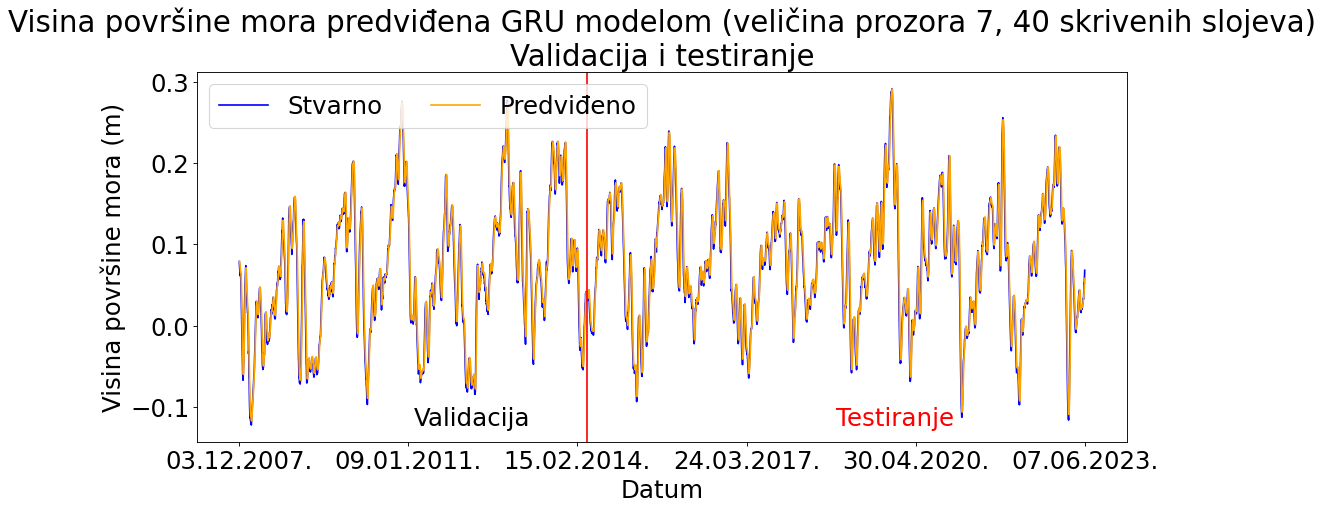 Visina površine mora predviđena GRU modelom (veličina prozora 7, 40 skrivenih slojeva)
Validacija i testiranje
Stvarno
Predviđeno
Visina površine mora (m)
0.3
0.2
0.1
0.0
−0.1
Validacija
Testiranje
03.12.2007.
09.01.2011.
15.02.2014.
24.03.2017.
30.04.2020.
07.06.2023.
Datum